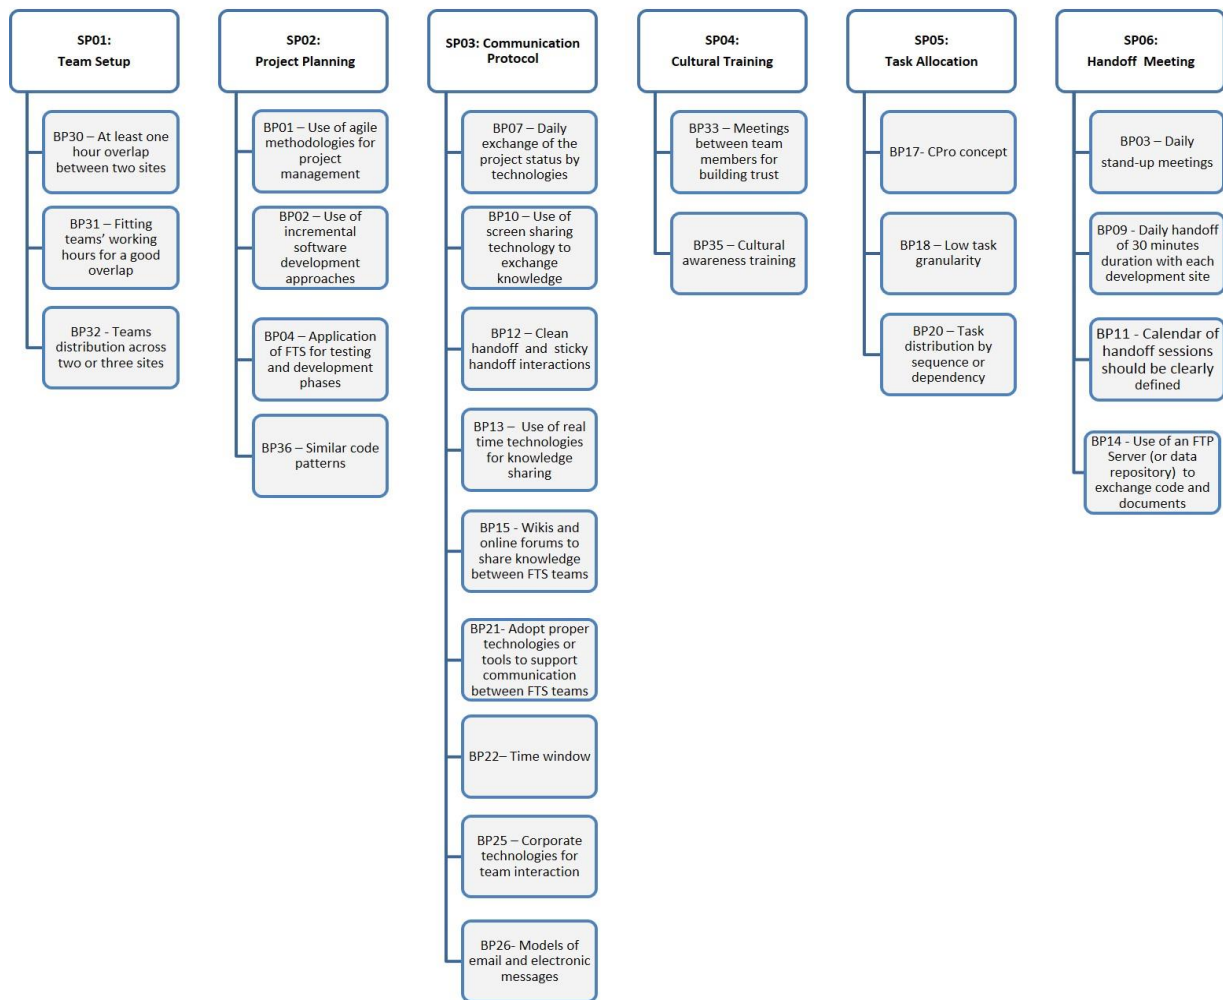 SP01:
Team Setup
BP30 – At least one
hour overlap
between two sites
BP31 – Fitting
teams’ working
hours for a good
overlap
BP32 - Teams
distribution across
two or three sites
SP02:
Project Planning
BP01 – Use of agile
methodologies for
project
management
BP02 – Use of
incremental
software
development
approaches
BP04 – Application
of FTS for testing
and development
phases
BP36 – Similar code
patterns
SP03: Communication
Protocol
BP07 – Daily
exchange of the
project status by
technologies
BP10 – Use of
screen sharing
technology to
exchange
knowledge
BP12 – Clean
handoff and sticky
handoff interactions
BP13 – Use of real
time technologies
for knowledge
sharing
BP15 - Wikis and
online forums to
share knowledge
between FTS teams
BP21- Adopt proper
technologies or
tools to support
communication
between FTS teams
BP22– Time window
BP25 – Corporate
technologies for
team interaction
BP26- Models of
email and electronic
messages
SP04:
Cultural Training
BP33 – Meetings
between team
members for
building trust
BP35 – Cultural
awareness training
SP05:
Task Allocation
BP17- CPro concept
BP18 – Low task
granularity
BP20 – Task
distribution by
sequence or
dependency
SP06:
Handoff Meeting
BP03 – Daily
stand-up meetings
BP09 - Daily handoff
of 30 minutes
duration with each
development site
BP11 - Calendar of
handoff sessions
should be clearly
defined
BP14 - Use of an FTP
Server (or data
repository) to
exchange code and
documents